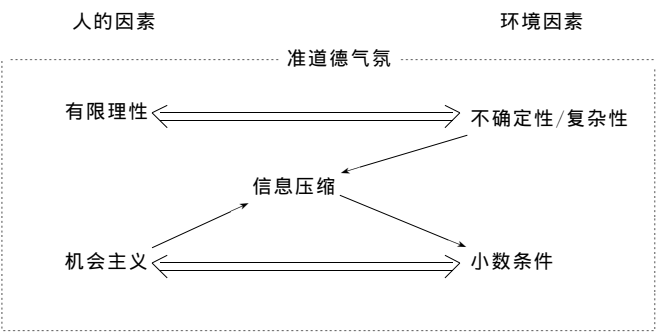 人的因素 环境因素
准道德气氛
有限理性
不确定性/复杂性
信息压缩
机会主义 小数条件